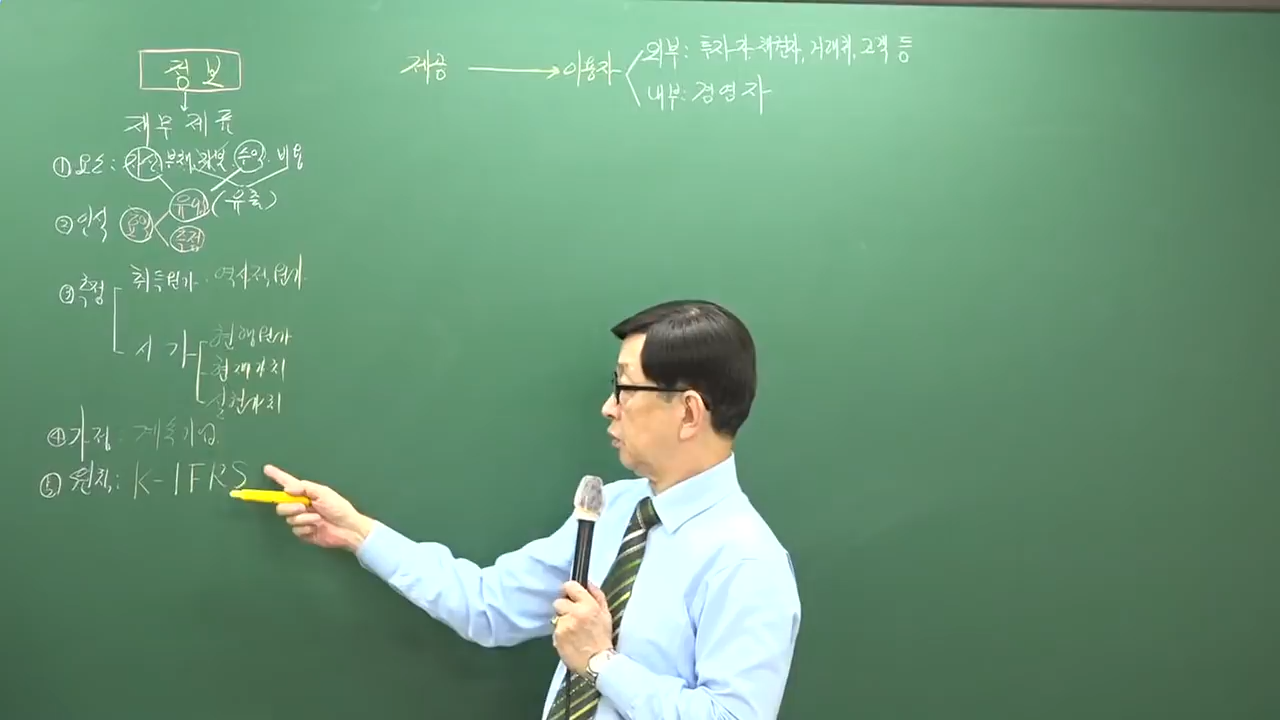 정보
제공 → 이용자
외부: 투자자, 채권자, 거래처, 고객 등
내부: 경영자
재무제표
① 요소: 자산, 부채, 자본, 수익, 비용
유입 (유출)
② 인식
측정
③ 측정
취득원가 · 역사적원가
시가
현행원가
현재가치
실현가치
④ 가정: 계속기업
⑤ 원칙: K-IFRS